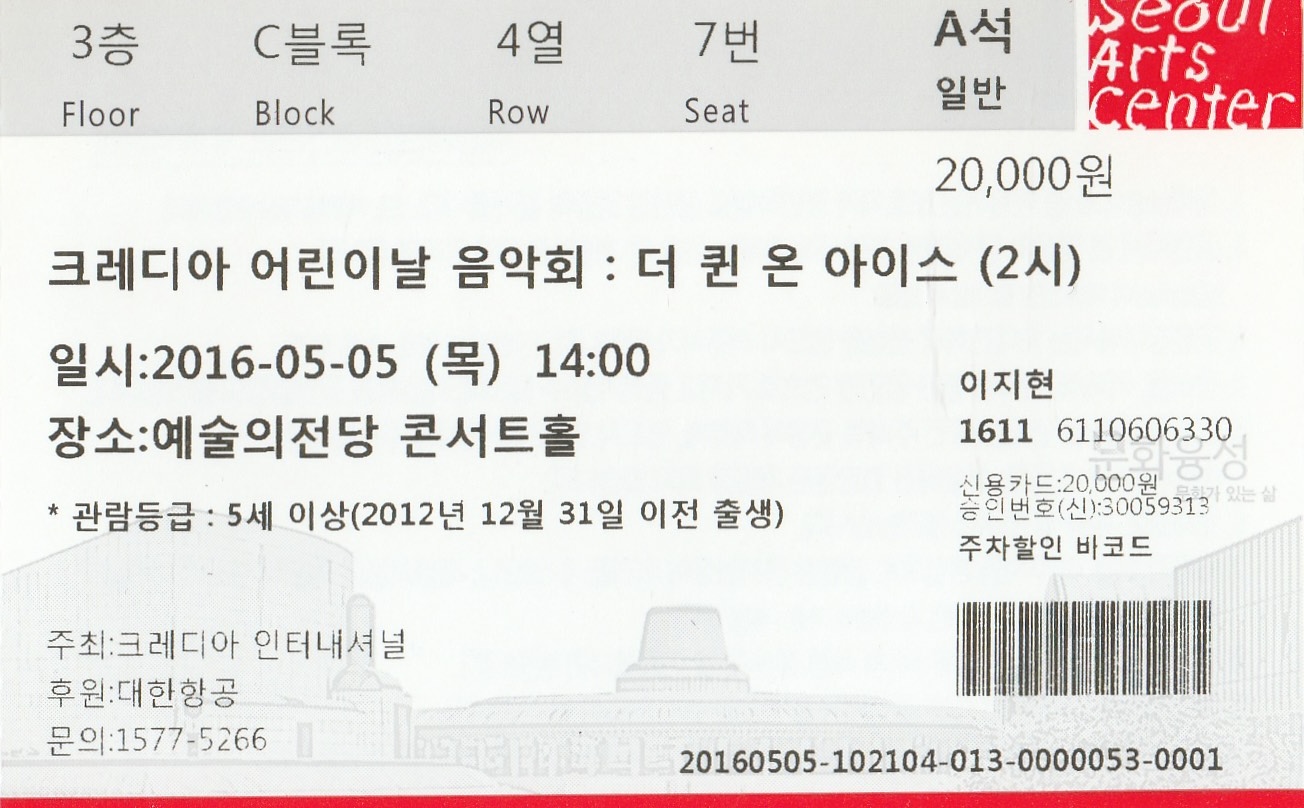 3층 C블록 4열 7번 A석
Floor Block Row Seat 일반
Seoul
Arts
Center
20,000원
크레디아 어린이날 음악회 : 더 퀸 온 아이스 (2시)
일시:2016-05-05 (목) 14:00
장소:예술의전당 콘서트홀
* 관람등급 : 5세 이상(2012년 12월 31일 이전 출생)
이지현
1611 6110606330
문화융성
문화가 있는 삶
신용카드:20,000원
승인번호(신):30059313
주차할인 바코드
주최:크레디아 인터내셔널
후원:대한항공
문의:1577-5266
20160505-102104-013-0000053-0001